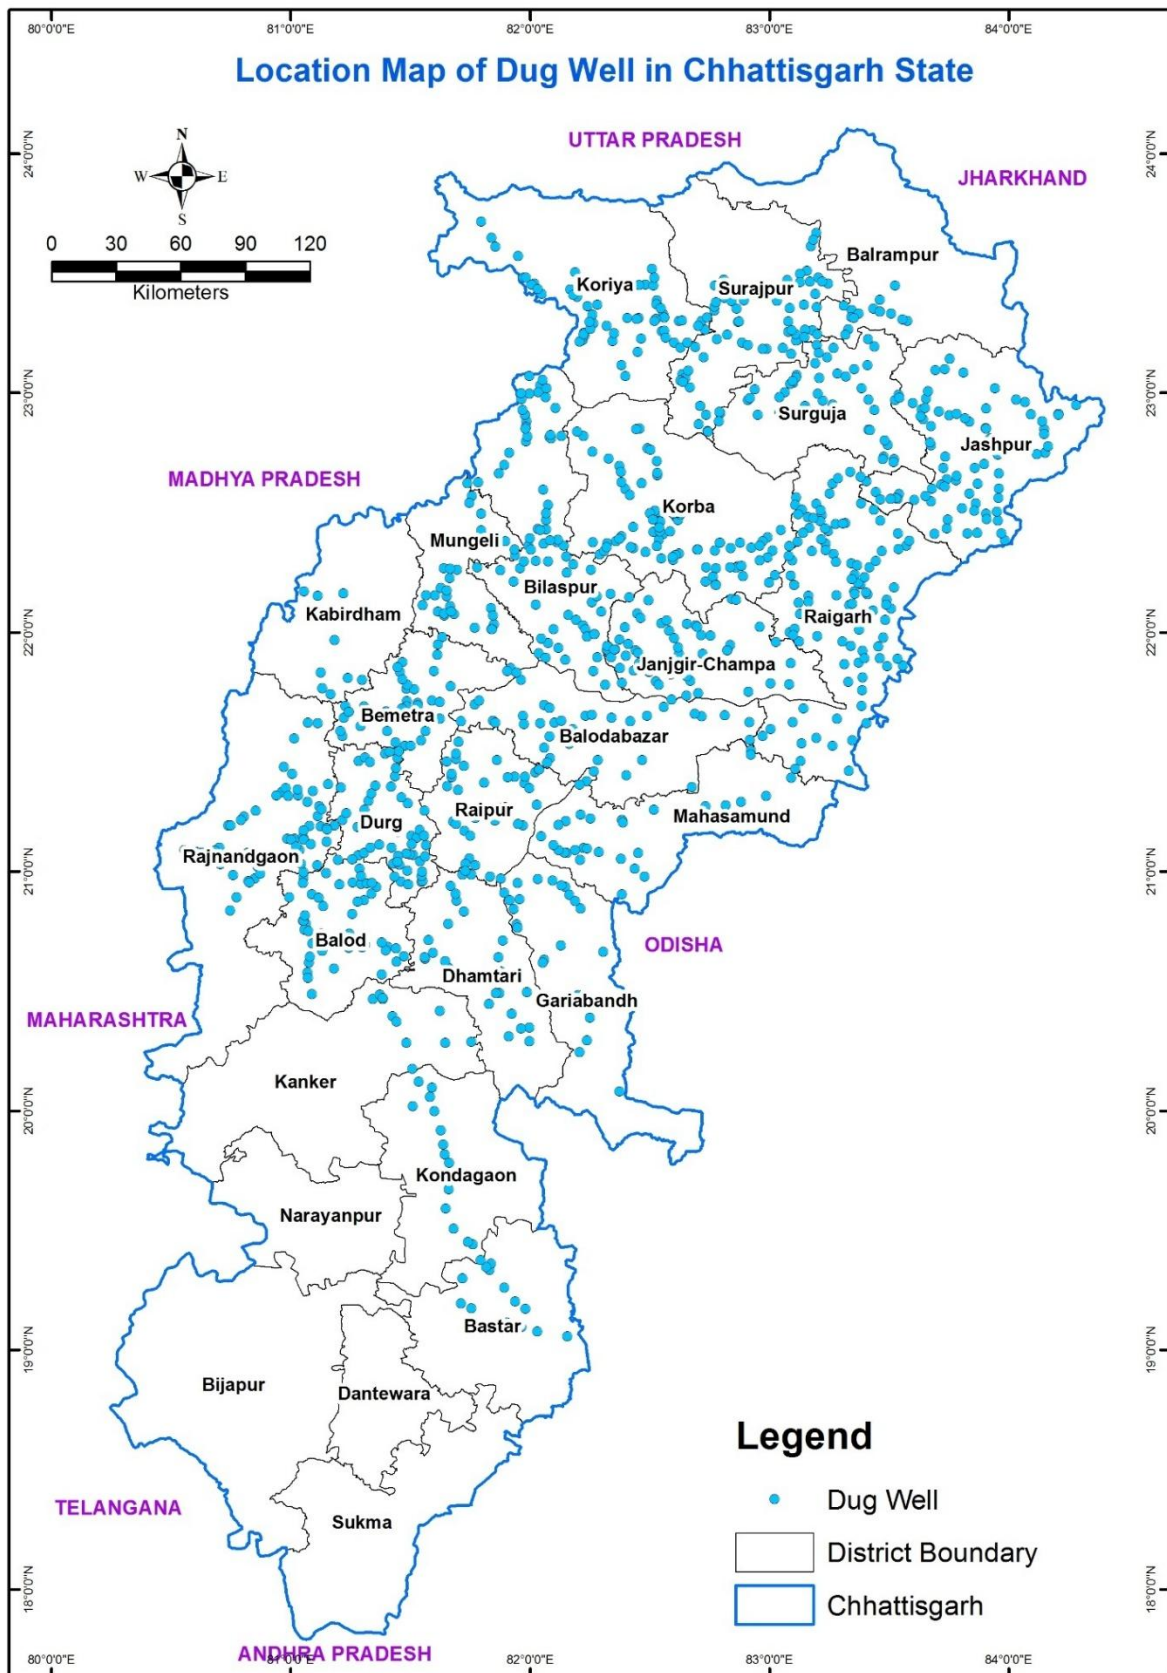 80°0'0"E 81°0'0"E 82°0'0"E 83°0'0"E 84°0'0"E
Location Map of Dug Well in Chhattisgarh State
UTTAR PRADESH
N
24°0'0"N 24°0'0"N
W E
JHARKHAND
S
0 30 60 90 120
Kilometers
Balrampur
Koriya
Surajpur
23°0'0"N 23°0'0"N
Surguja
Jashpur
MADHYA PRADESH
Korba
Mungeli
Bilaspur
Kabirdham
Raigarh
22°0'0"N 22°0'0"N
Janjgir-Champa
Bemetra
Balodabazar
Raipur
Mahasamund
Durg
Rajnandgaon
21°0'0"N 21°0'0"N
Balod
ODISHA
Dhamtari
Gariabandh
MAHARASHTRA
Kanker
20°0'0"N 20°0'0"N
Kondagaon
Narayanpur
Bastar
19°0'0"N 19°0'0"N
Bijapur
Dantewara
Legend
Dug Well
TELANGANA
Sukma
District Boundary
18°0'0"N 18°0'0"N
Chhattisgarh
ANDHRA PRADESH
80°0'0"E 81°0'0"E 82°0'0"E 83°0'0"E 84°0'0"E